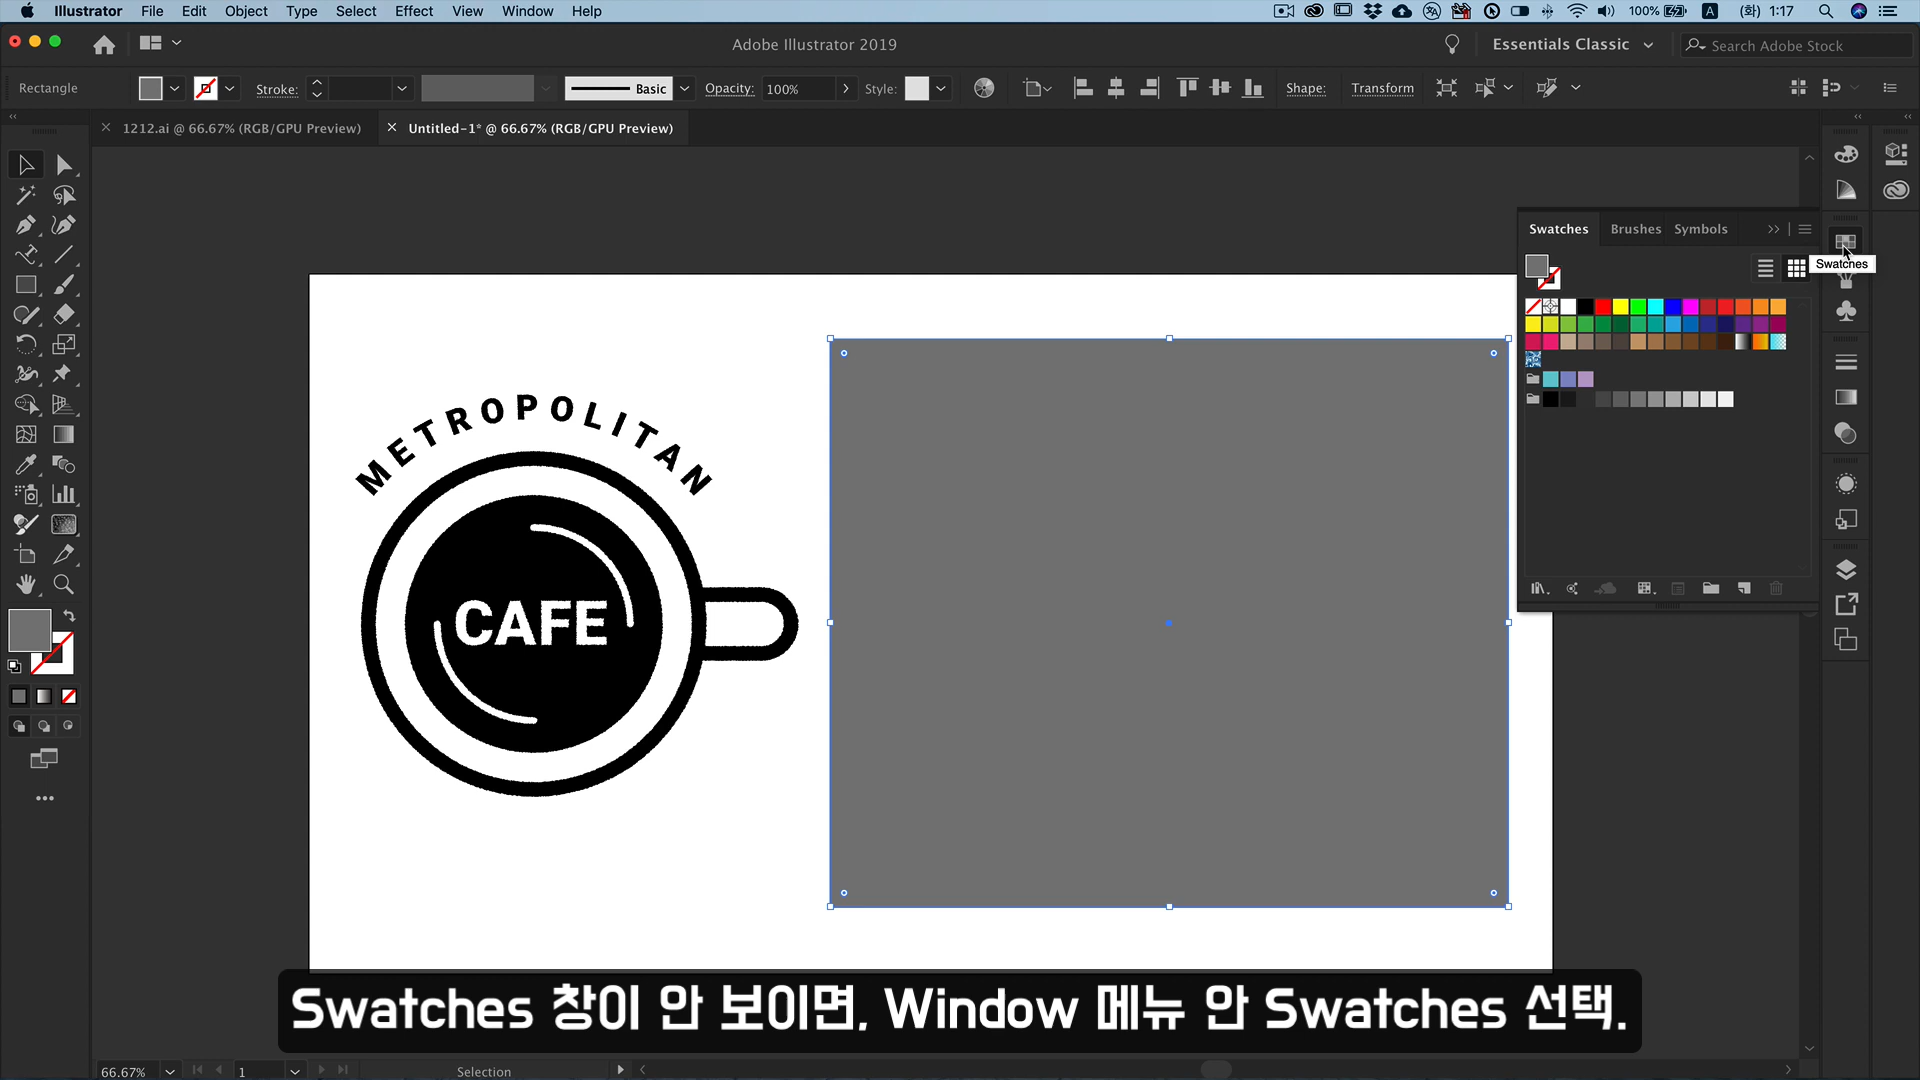 Illustrator File Edit Object Type Select Effect View Window Help
100% A (화) 1:17
Adobe Illustrator 2019
Essentials Classic
Search Adobe Stock
Rectangle
Stroke:
Basic
Opacity: 100%
Style:
Shape:
Transform
1212.ai @ 66.67% (RGB/GPU Preview)
Untitled-1* @ 66.67% (RGB/GPU Preview)
Swatches Brushes Symbols
Swatches
METROPOLITAN
CAFE
Swatches 창이 안 보이면, Window 메뉴 안 Swatches 선택.
66.67% 1 Selection